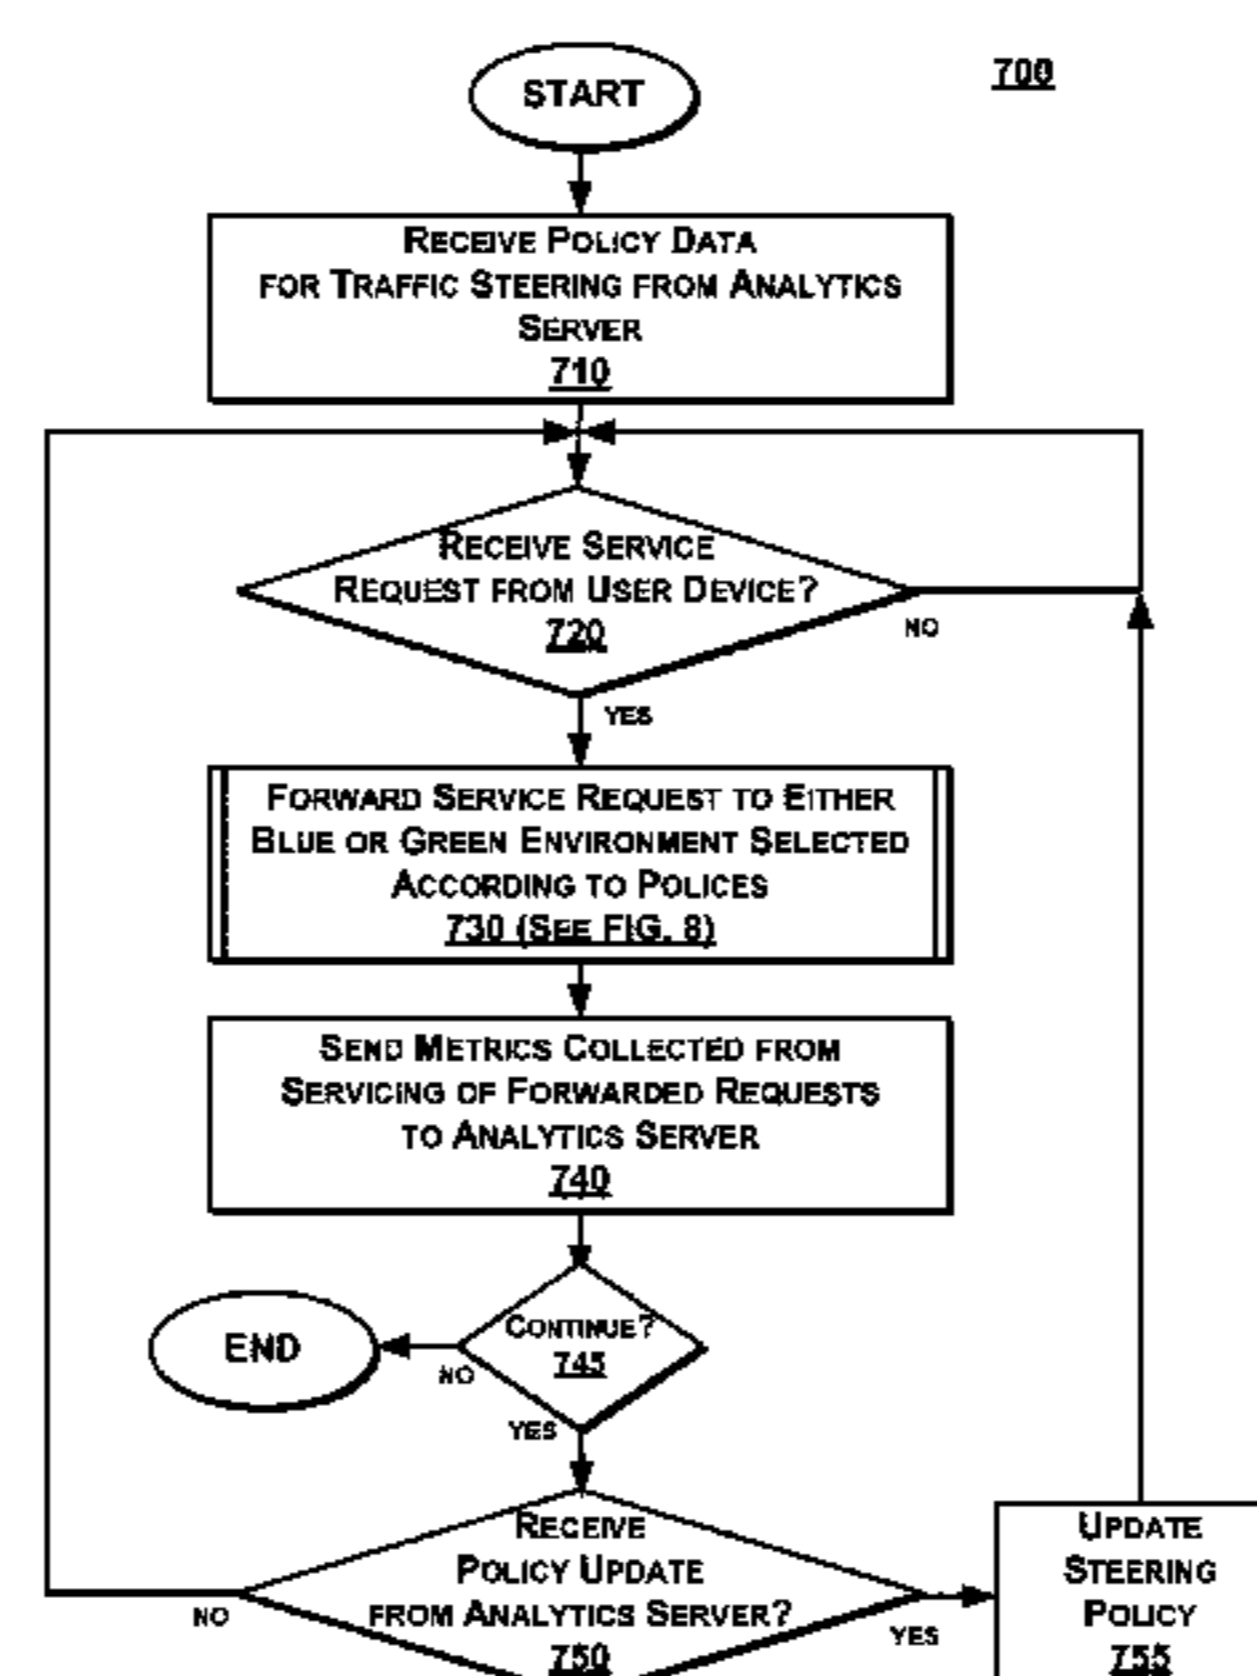 700
START
RECEIVE POLICY DATA
FOR TRAFFIC STEERING FROM ANALYTICS
SERVER
710
RECEIVE SERVICE
REQUEST FROM USER DEVICE?
720
NO
YES
FORWARD SERVICE REQUEST TO EITHER
BLUE OR GREEN ENVIRONMENT SELECTED
ACCORDING TO POLICES
730 (SEE FIG. 8)
SEND METRICS COLLECTED FROM
SERVICING OF FORWARDED REQUESTS
TO ANALYTICS SERVER
740
CONTINUE?
745
END
NO
YES
RECEIVE
POLICY UPDATE
FROM ANALYTICS SERVER?
750
NO
YES
UPDATE
STEERING
POLICY
755